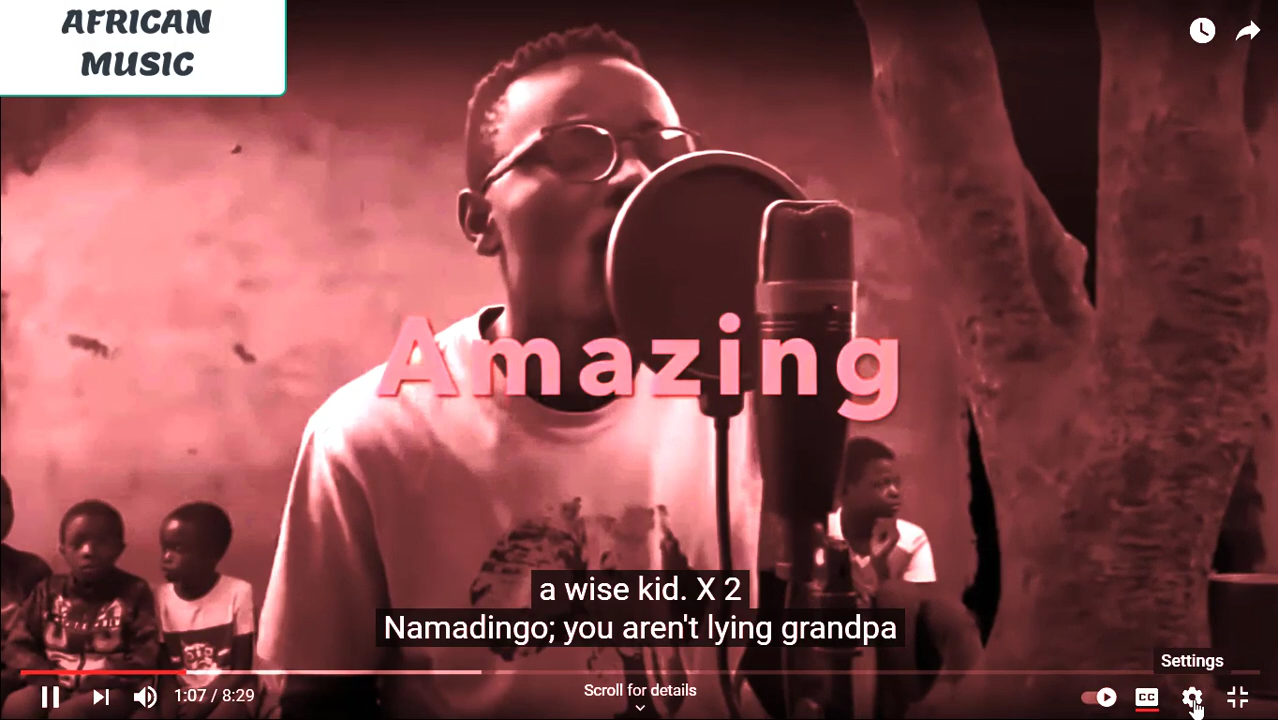 AFRICAN
MUSIC
Amazing
a wise kid. X 2
Namadingo; you aren't lying grandpa
Settings
1:07 / 8:29
Scroll for details
CC